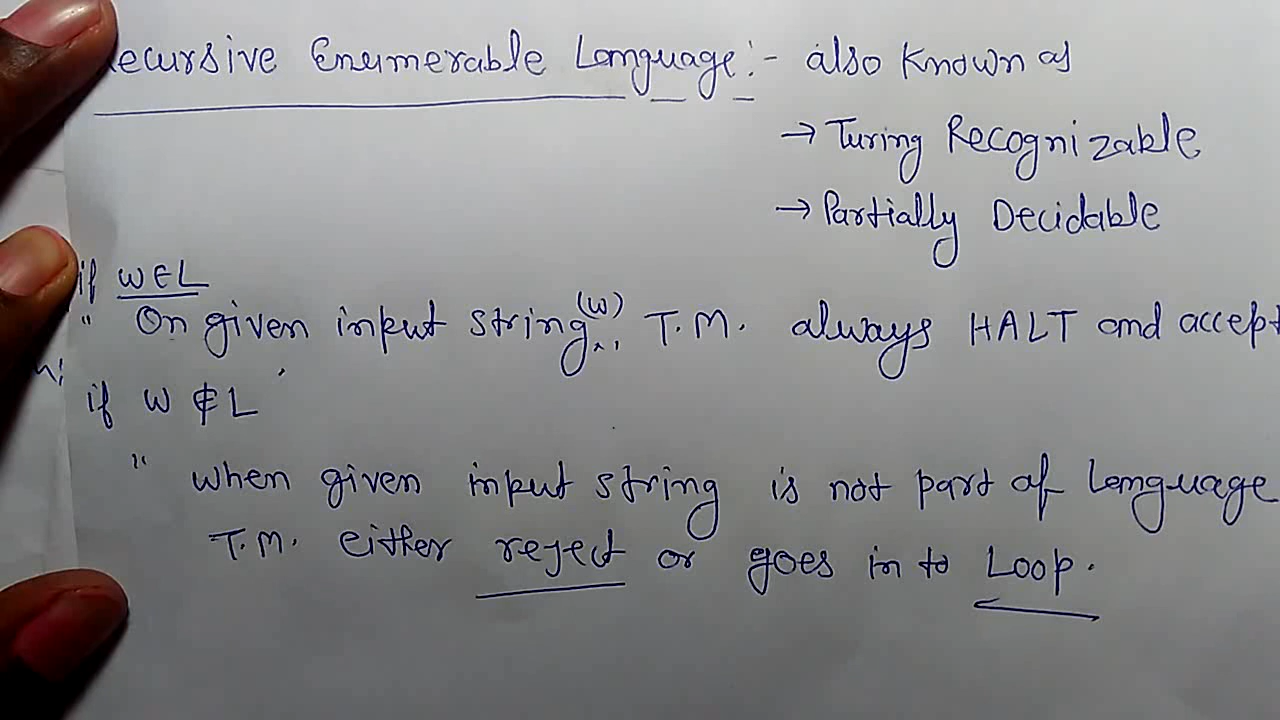 ecursive Enumerable Language :- also known as
→ Turing Recognizable
→ Partially Decidable
if w∈L
" On given input string (w) T.M. always HALT and accept
if w ∉ L
" when given input string is not part of language
T.M. either reject or goes in to Loop.